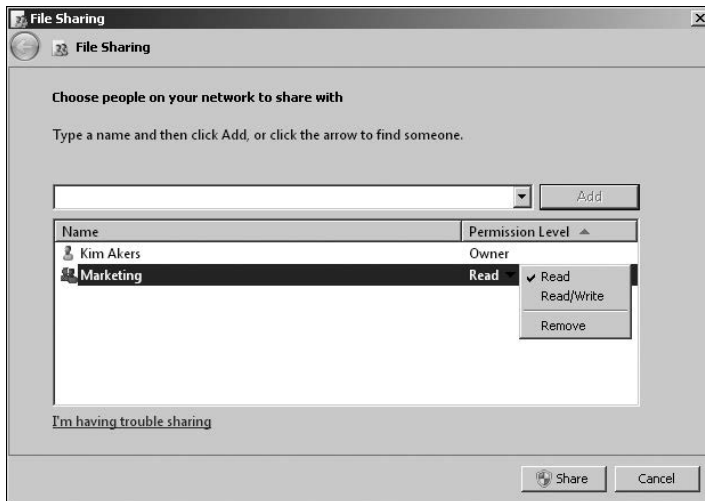 File Sharing
File Sharing
Choose people on your network to share with
Type a name and then click Add, or click the arrow to find someone.
Add
Name Permission Level
Kim Akers Owner
Marketing Read
Read
Read/Write
Remove
I'm having trouble sharing
Share Cancel